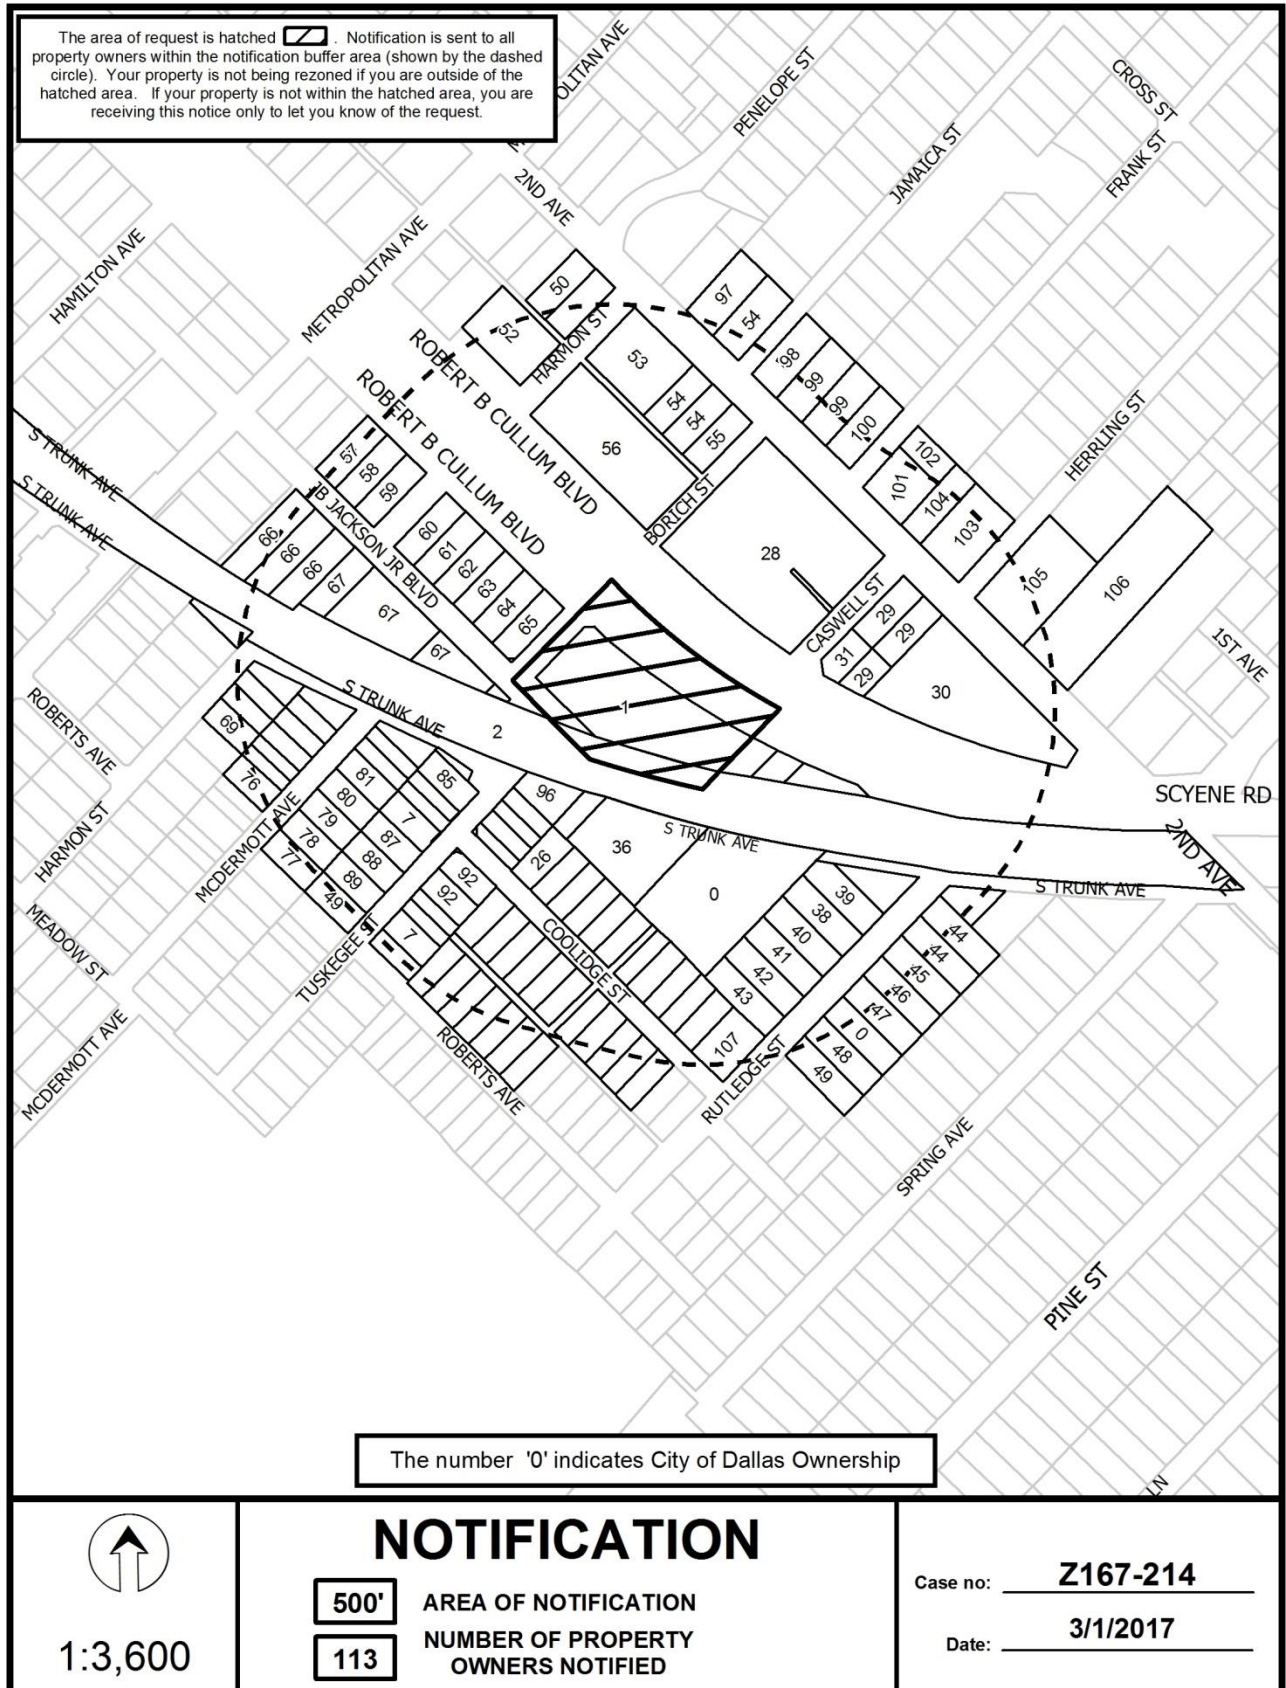 The area of request is hatched . Notification is sent to all
property owners within the notification buffer area (shown by the dashed
circle). Your property is not being rezoned if you are outside of the
hatched area. If your property is not within the hatched area, you are
receiving this notice only to let you know of the request.
OLITAN AVE
PENELOPE ST
CROSS ST
JAMAICA ST
FRANK ST
2ND AVE
HAMILTON AVE
METROPOLITAN AVE
50
97
54
52
HARMON ST
ROBERT B CULLUM BLVD
ROBERT B CULLUM BLVD
53
98
99
99
100
54
54
55
56
HERRLING ST
S TRUNK AVE
S TRUNK AVE
57
58
59
102
101
104
103
BORICH ST
JB JACKSON JR BLVD
60
61
62
63
64
65
66
66
66
67
67
67
28
CASWELL ST
105
106
29
29
31
29
30
1ST AVE
1
S TRUNK AVE
2
ROBERTS AVE
69
76
81
80
79
78
77
49
85
7
87
88
89
96
36
26
S TRUNK AVE
0
SCYENE RD
2ND AVE
S TRUNK AVE
HARMON ST
MCDERMOTT AVE
92
92
7
39
38
40
41
42
43
44
44
45
46
47
0
48
49
MEADOW ST
TUSKEGEE ST
COOLIDGE ST
107
RUTLEDGE ST
MCDERMOTT AVE
ROBERTS AVE
SPRING AVE
PINE ST
LN
The number '0' indicates City of Dallas Ownership
1:3,600
NOTIFICATION
500' AREA OF NOTIFICATION
113 NUMBER OF PROPERTY
OWNERS NOTIFIED
Case no: Z167-214
Date: 3/1/2017